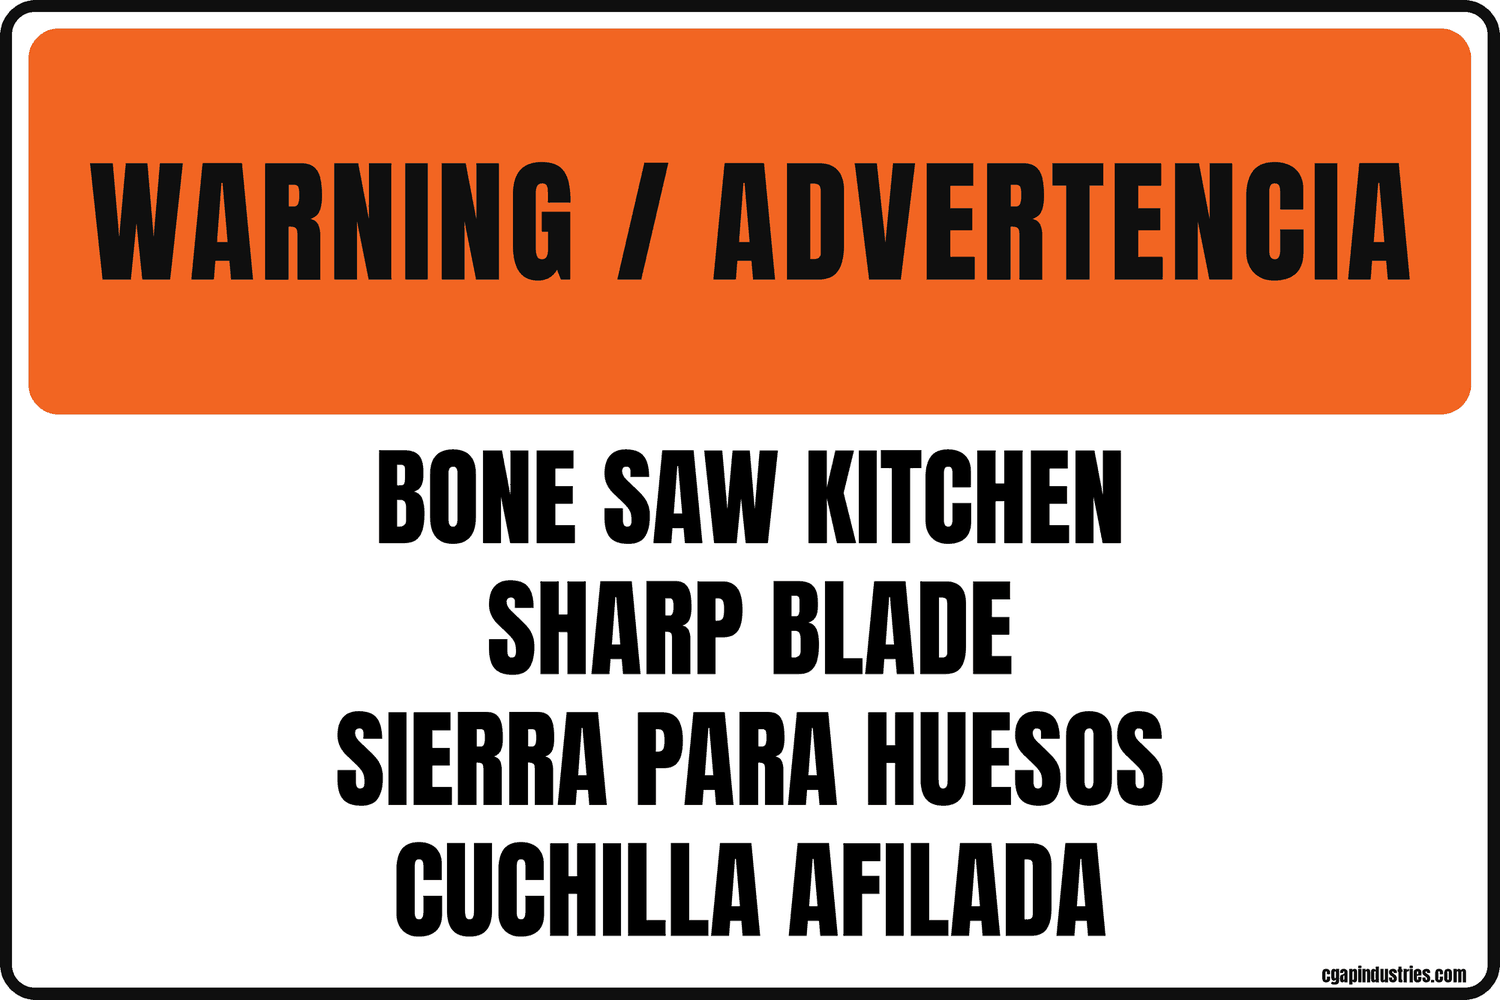 WARNING / ADVERTENCIA
BONE SAW KITCHEN
SHARP BLADE
SIERRA PARA HUESOS
CUCHILLA AFILADA
cgapindustries.com